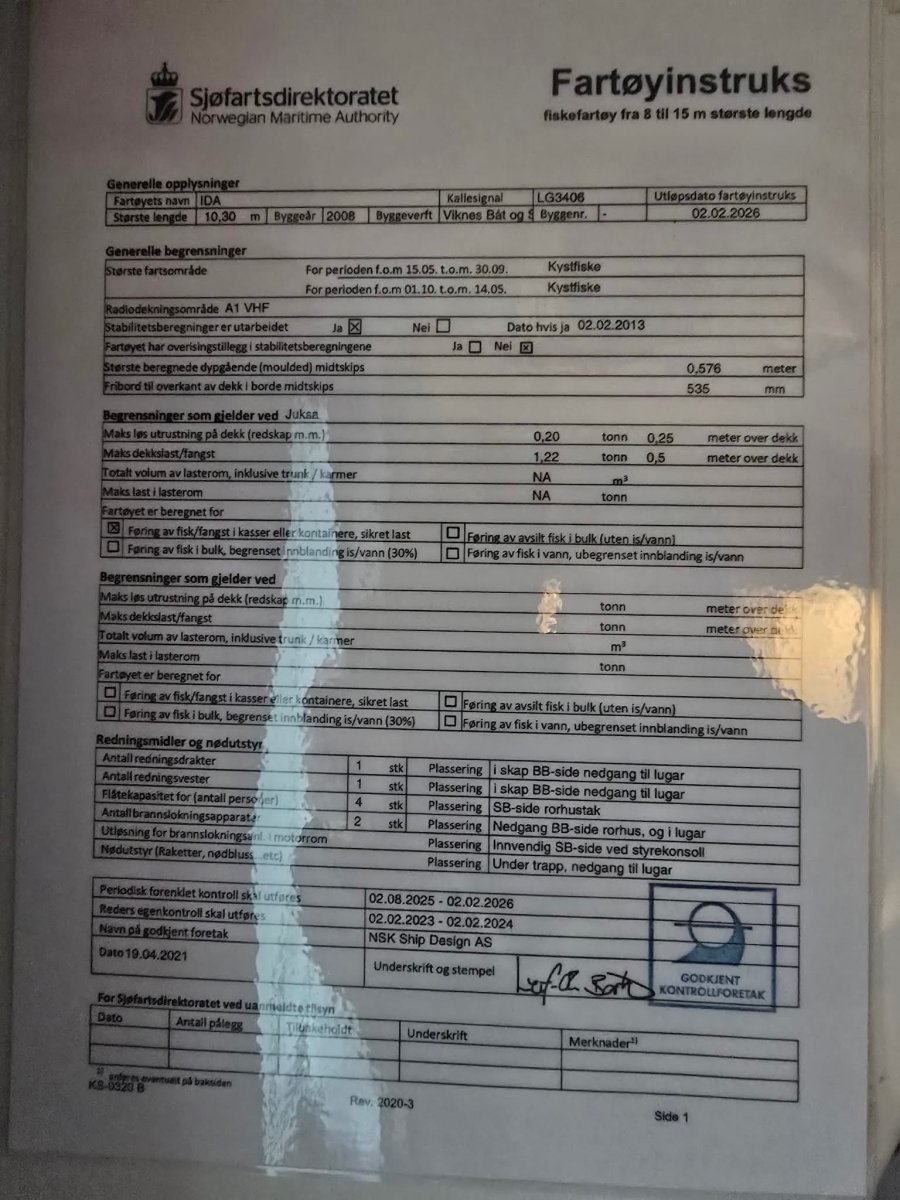 Sjøfartsdirektoratet
Norwegian Maritime Authority
Fartøyinstruks
fiskefartøy fra 8 til 15 m største lengde
Generelle opplysninger
Fartøyets navn IDA Kallesignal LG3406 Utløpsdato fartøyinstruks
Største lengde 10,30 m Byggeår 2008 Byggeverft Viknes Båt og S Byggenr. - 02.02.2026
Generelle begrensninger
Største fartsområde For perioden f.o.m 15.05. t.o.m. 30.09. Kystfiske
For perioden f.o.m 01.10. t.o.m. 14.05. Kystfiske
Radiodekningsområde A1 VHF
Stabilitetsberegninger er utarbeidet Ja ☒ Nei ☐ Dato hvis ja 02.02.2013
Fartøyet har overisingstillegg i stabilitetsberegningene Ja ☐ Nei ☒
Største beregnede dypgående (moulded) midtskips 0,576 meter
Fribord til overkant av dekk i borde midtskips 535 mm
Begrensninger som gjelder ved Juksa
Maks løs utrustning på dekk (redskap m.m.) 0,20 tonn 0,25 meter over dekk
Maks dekkslast/fangst 1,22 tonn 0,5 meter over dekk
Totalt volum av lasterom, inklusive trunk / karmer NA m³
Maks last i lasterom NA tonn
Fartøyet er beregnet for
☒ Føring av fisk/fangst i kasser eller kontainere, sikret last ☐ Føring av avsilt fisk i bulk (uten is/vann)
☐ Føring av fisk i bulk, begrenset innblanding is/vann (30%) ☐ Føring av fisk i vann, ubegrenset innblanding is/vann
Begrensninger som gjelder ved
Maks løs utrustning på dekk (redskap m.m.) tonn meter over dekk
Maks dekkslast/fangst tonn meter over dekk
Totalt volum av lasterom, inklusive trunk / karmer m³
Maks last i lasterom tonn
Fartøyet er beregnet for
☐ Føring av fisk/fangst i kasser eller kontainere, sikret last ☐ Føring av avsilt fisk i bulk (uten is/vann)
☐ Føring av fisk i bulk, begrenset innblanding is/vann (30%) ☐ Føring av fisk i vann, ubegrenset innblanding is/vann
Redningsmidler og nødutstyr
Antall redningsdrakter 1 stk Plassering i skap BB-side nedgang til lugar
Antall redningsvester 1 stk Plassering i skap BB-side nedgang til lugar
Flåtekapasitet for (antall personer) 4 stk Plassering SB-side rorhustak
Antall brannslokningsapparater 2 stk Plassering Nedgang BB-side rorhus, og i lugar
Utløsning for brannslokningsanl. i motorrom Plassering Innvendig SB-side ved styrekonsoll
Nødutstyr (Raketter, nødbluss...etc) Plassering Under trapp, nedgang til lugar
Periodisk forenklet kontroll skal utføres 02.08.2025 - 02.02.2026
Reders egenkontroll skal utføres 02.02.2023 - 02.02.2024
Navn på godkjent foretak NSK Ship Design AS
Dato 19.04.2021 Underskrift og stempel
GODKJENT
KONTROLLFORETAK
For Sjøfartsdirektoratet ved uanmeldte tilsyn
Dato Antall pålegg Tilbakeholdt Underskrift Merknader¹⁾
¹⁾ anføres eventuelt på baksiden
KS-0320 B Rev. 2020-3 Side 1